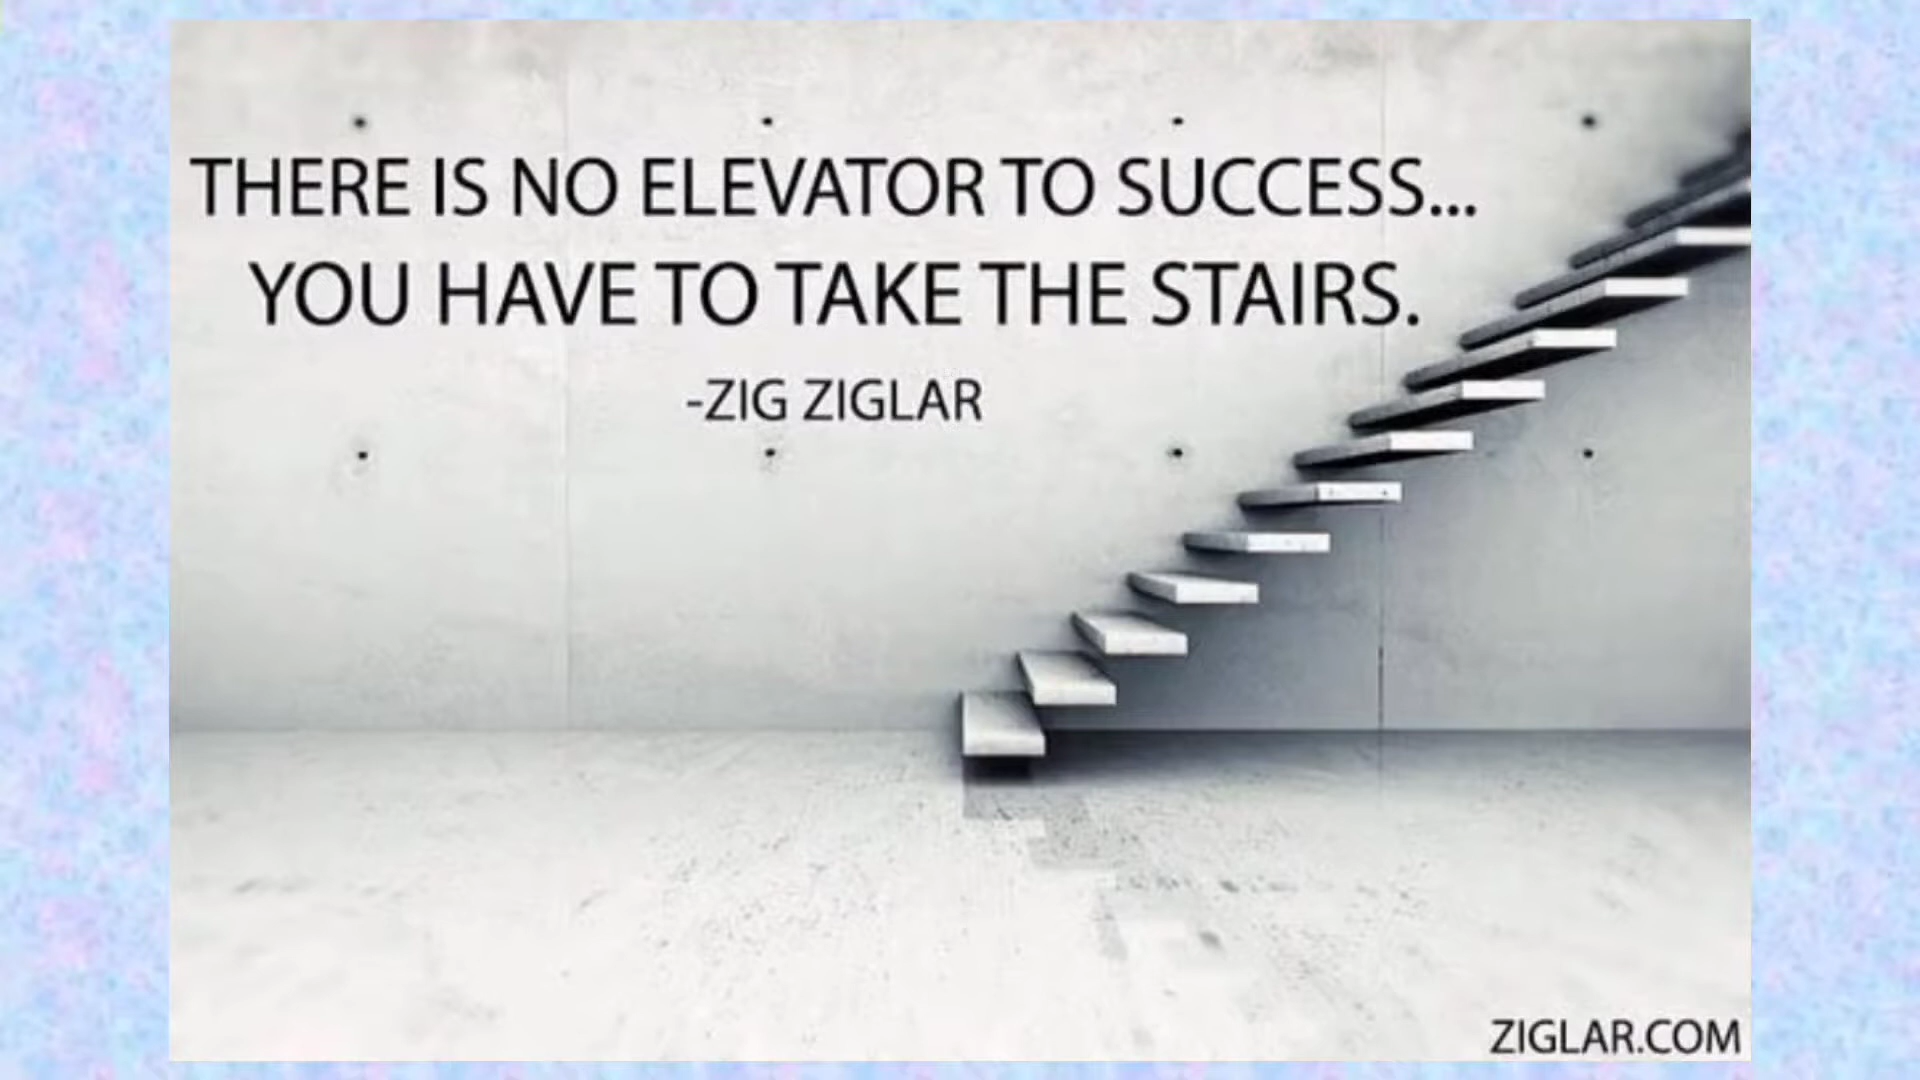 THERE IS NO ELEVATOR TO SUCCESS...
YOU HAVE TO TAKE THE STAIRS.
-ZIG ZIGLAR
ZIGLAR.COM